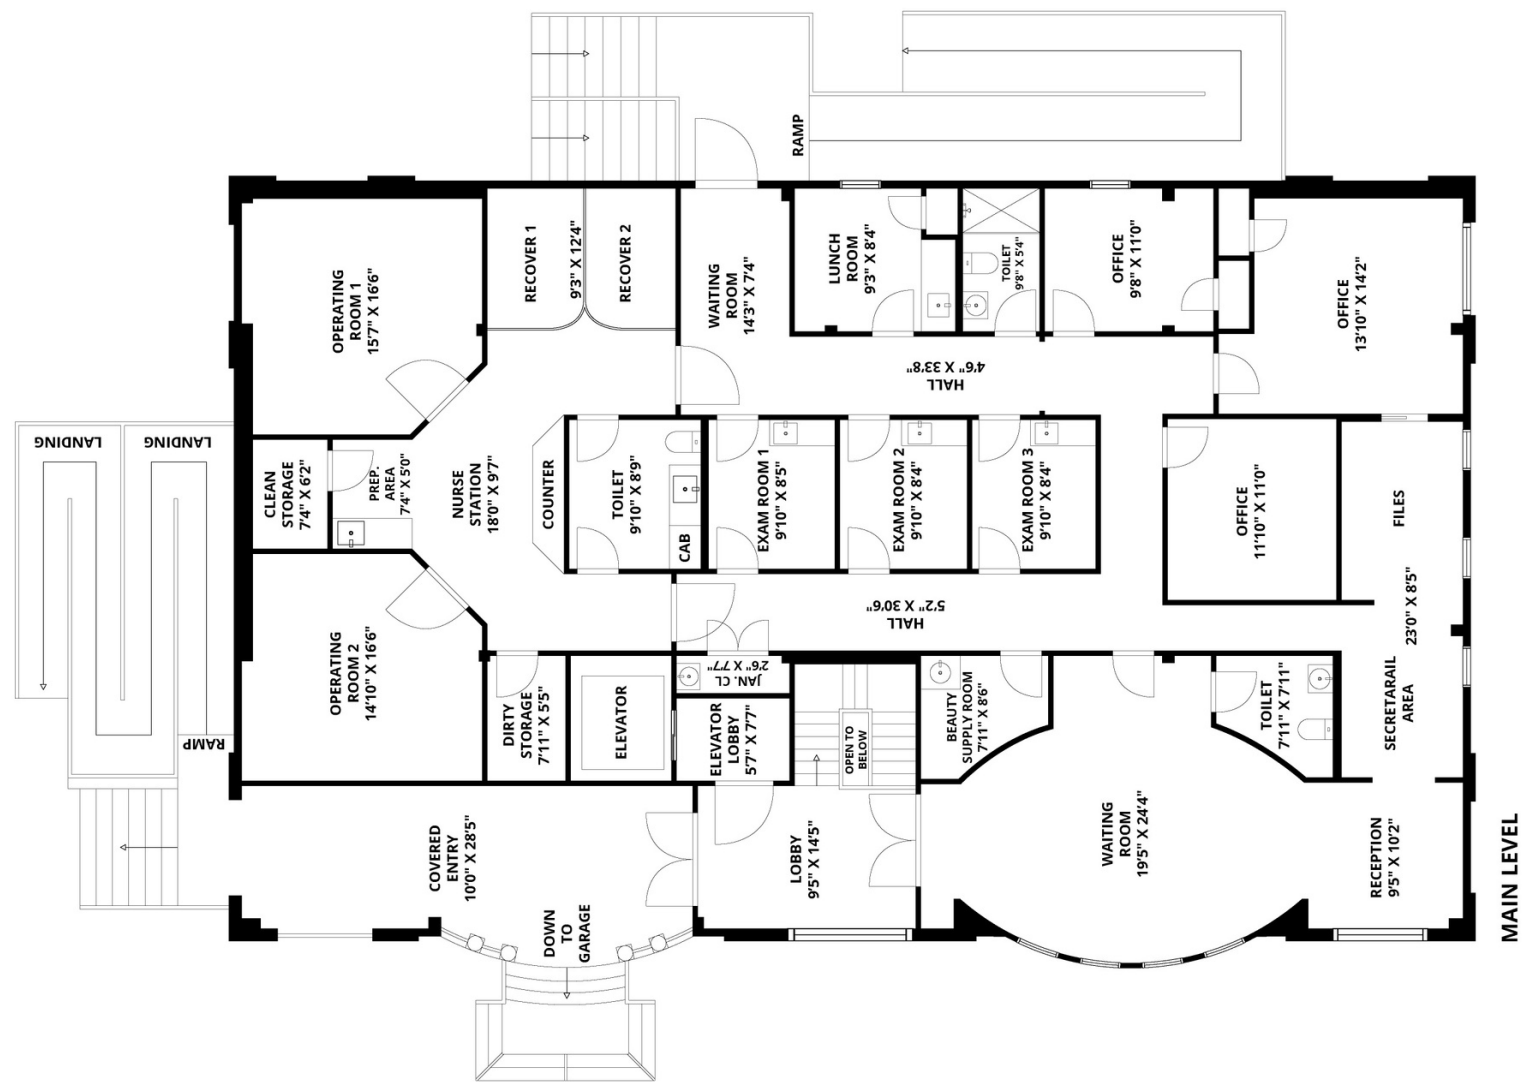 RAMP
OPERATING
ROOM 1
15'7" X 16'6"
RECOVER 1
9'3" X 12'4"
RECOVER 2
WAITING
ROOM
14'3" X 7'4"
LUNCH
ROOM
9'3" X 8'4"
TOILET
9'8" X 5'4"
OFFICE
9'8" X 11'0"
OFFICE
13'10" X 14'2"
HALL
4'6" X 33'8"
LANDING
LANDING
RAMP
CLEAN
STORAGE
7'4" X 6'2"
PREP.
AREA
7'4" X 5'0"
NURSE
STATION
18'0" X 9'7"
COUNTER
TOILET
9'10" X 8'9"
CAB
EXAM ROOM 1
9'10" X 8'5"
EXAM ROOM 2
9'10" X 8'4"
EXAM ROOM 3
9'10" X 8'4"
OFFICE
11'10" X 11'0"
FILES
23'0" X 8'5"
SECRETARAIL
AREA
HALL
5'2" X 30'6"
OPERATING
ROOM 2
14'10" X 16'6"
DIRTY
STORAGE
7'11" X 5'5"
ELEVATOR
JAN. CL
2'6" X 7'7"
ELEVATOR
LOBBY
5'7" X 7'7"
OPEN TO
BELOW
BEAUTY
SUPPLY ROOM
7'11" X 8'6"
TOILET
7'11" X 7'11"
COVERED
ENTRY
10'0" X 28'5"
DOWN
TO
GARAGE
LOBBY
9'5" X 14'5"
WAITING
ROOM
19'5" X 24'4"
RECEPTION
9'5" X 10'2"
MAIN LEVEL